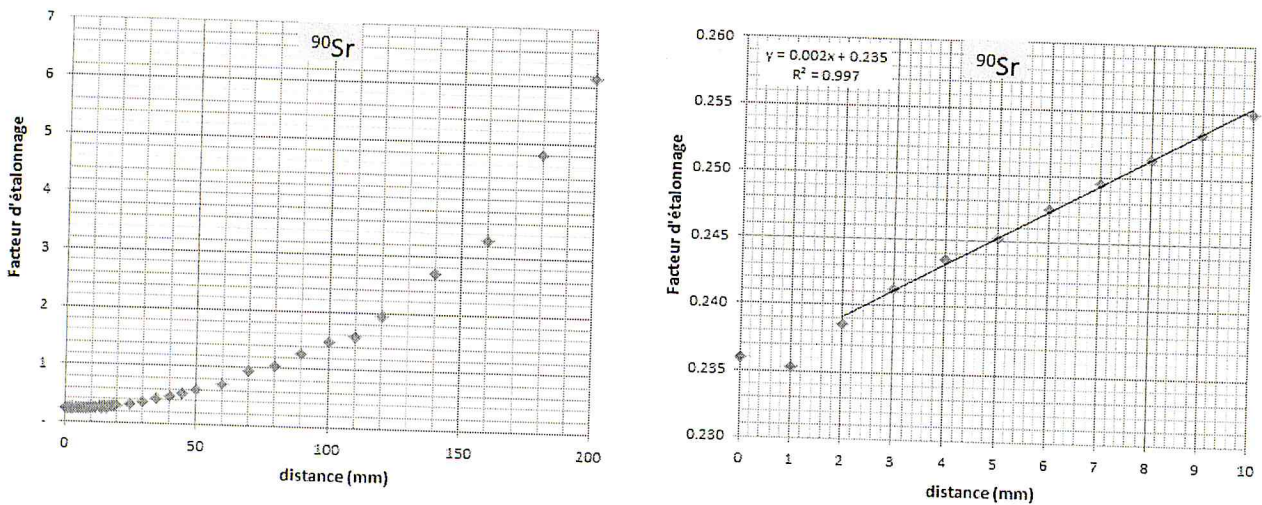 7
6
5
4
3
2
1
-
Facteur d'étalonnage
⁹⁰Sr
0 50 100 150 200
distance (mm)
0.260
0.255
0.250
0.245
0.240
0.235
0.230
Facteur d'étalonnage
y = 0.002x + 0.235
R² = 0.997
⁹⁰Sr
0 1 2 3 4 5 6 7 8 9 10
distance (mm)